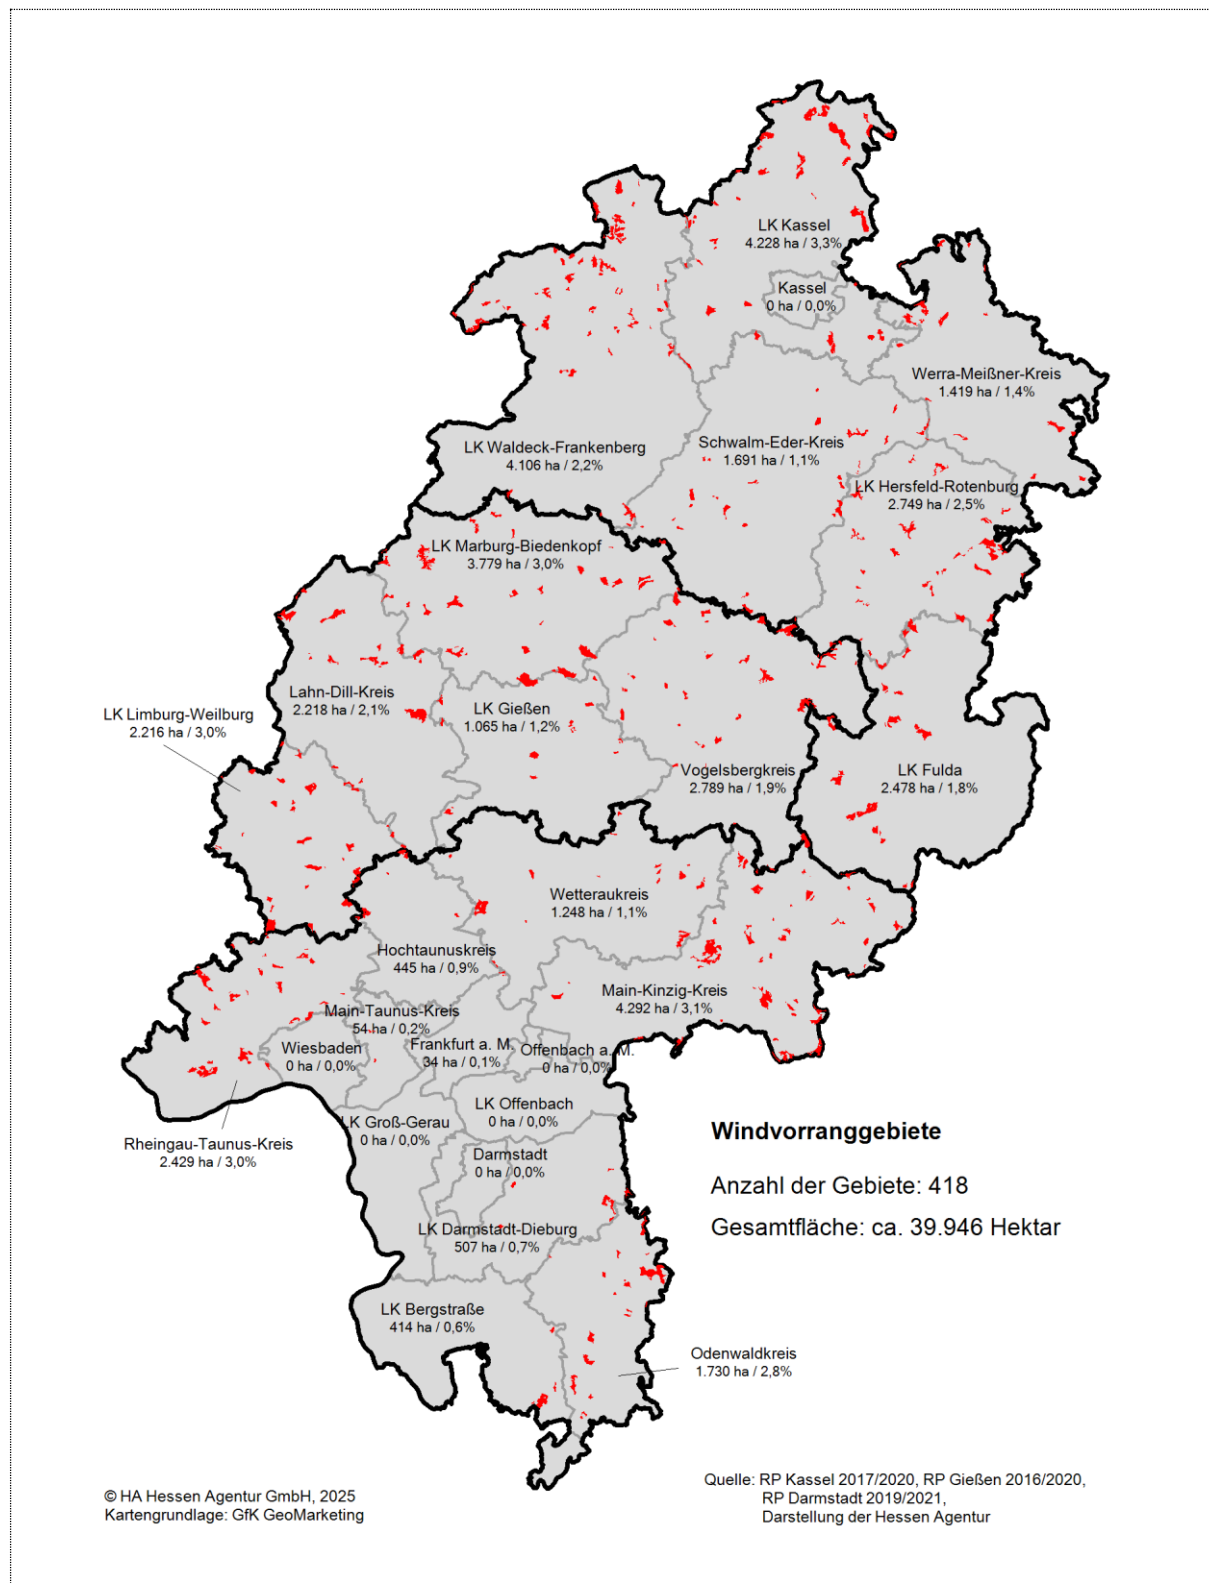 LK Kassel
4.228 ha / 3,3%
Kassel
0 ha / 0,0%
Werra-Meißner-Kreis
1.419 ha / 1,4%
LK Waldeck-Frankenberg
4.106 ha / 2,2%
Schwalm-Eder-Kreis
1.691 ha / 1,1%
LK Hersfeld-Rotenburg
2.749 ha / 2,5%
LK Marburg-Biedenkopf
3.779 ha / 3,0%
Lahn-Dill-Kreis
2.218 ha / 2,1%
LK Limburg-Weilburg
2.216 ha / 3,0%
LK Gießen
1.065 ha / 1,2%
Vogelsbergkreis
2.789 ha / 1,9%
LK Fulda
2.478 ha / 1,8%
Wetteraukreis
1.248 ha / 1,1%
Hochtaunuskreis
445 ha / 0,9%
Main-Kinzig-Kreis
4.292 ha / 3,1%
Main-Taunus-Kreis
54 ha / 0,2%
Wiesbaden
0 ha / 0,0%
Frankfurt a. M.
34 ha / 0,1%
Offenbach a. M.
0 ha / 0,0%
LK Offenbach
0 ha / 0,0%
LK Groß-Gerau
0 ha / 0,0%
Rheingau-Taunus-Kreis
2.429 ha / 3,0%
Darmstadt
0 ha / 0,0%
LK Darmstadt-Dieburg
507 ha / 0,7%
LK Bergstraße
414 ha / 0,6%
Odenwaldkreis
1.730 ha / 2,8%
Windvorranggebiete
Anzahl der Gebiete: 418
Gesamtfläche: ca. 39.946 Hektar
© HA Hessen Agentur GmbH, 2025
Kartengrundlage: GfK GeoMarketing
Quelle: RP Kassel 2017/2020, RP Gießen 2016/2020,
RP Darmstadt 2019/2021,
Darstellung der Hessen Agentur